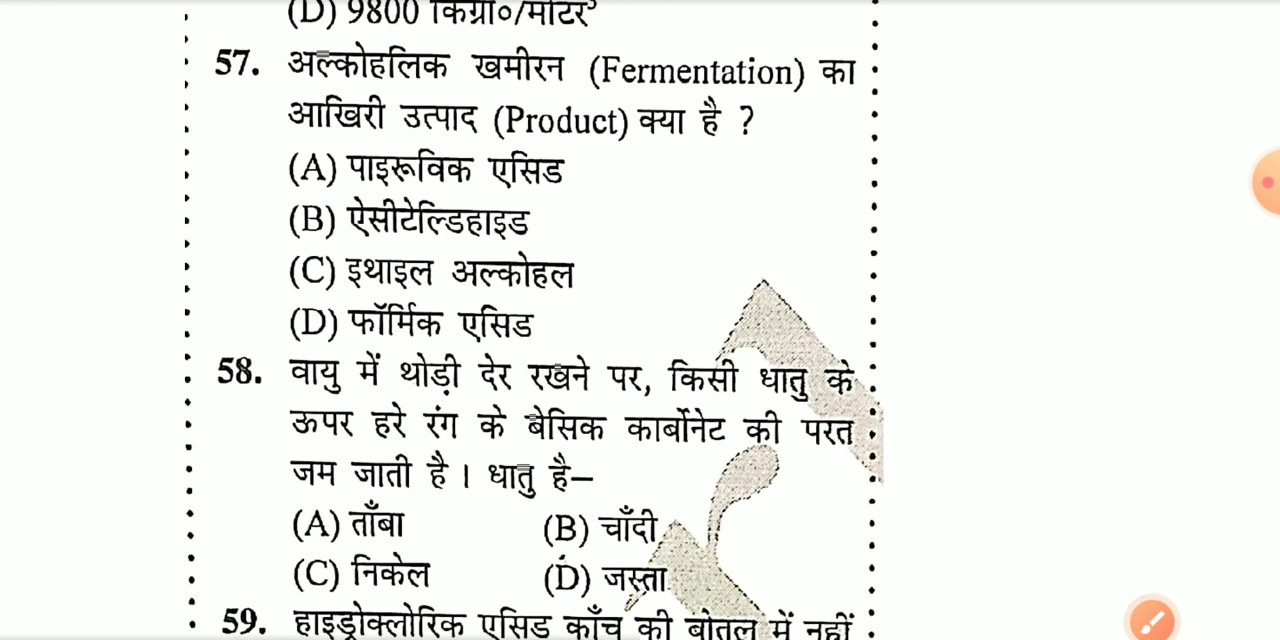 (D) 9800 किग्रा०/मीटर³
57. अल्कोहलिक खमीरन (Fermentation) का
आखिरी उत्पाद (Product) क्या है ?
(A) पाइरूविक एसिड
(B) ऐसीटेल्डिहाइड
(C) इथाइल अल्कोहल
(D) फॉर्मिक एसिड
58. वायु में थोड़ी देर रखने पर, किसी धातु के
ऊपर हरे रंग के बेसिक कार्बोनेट की परत
जम जाती है । धातु है–
(A) ताँबा (B) चाँदी
(C) निकेल (D) जस्ता
59. हाइड्रोक्लोरिक एसिड काँच की बोतल में नहीं